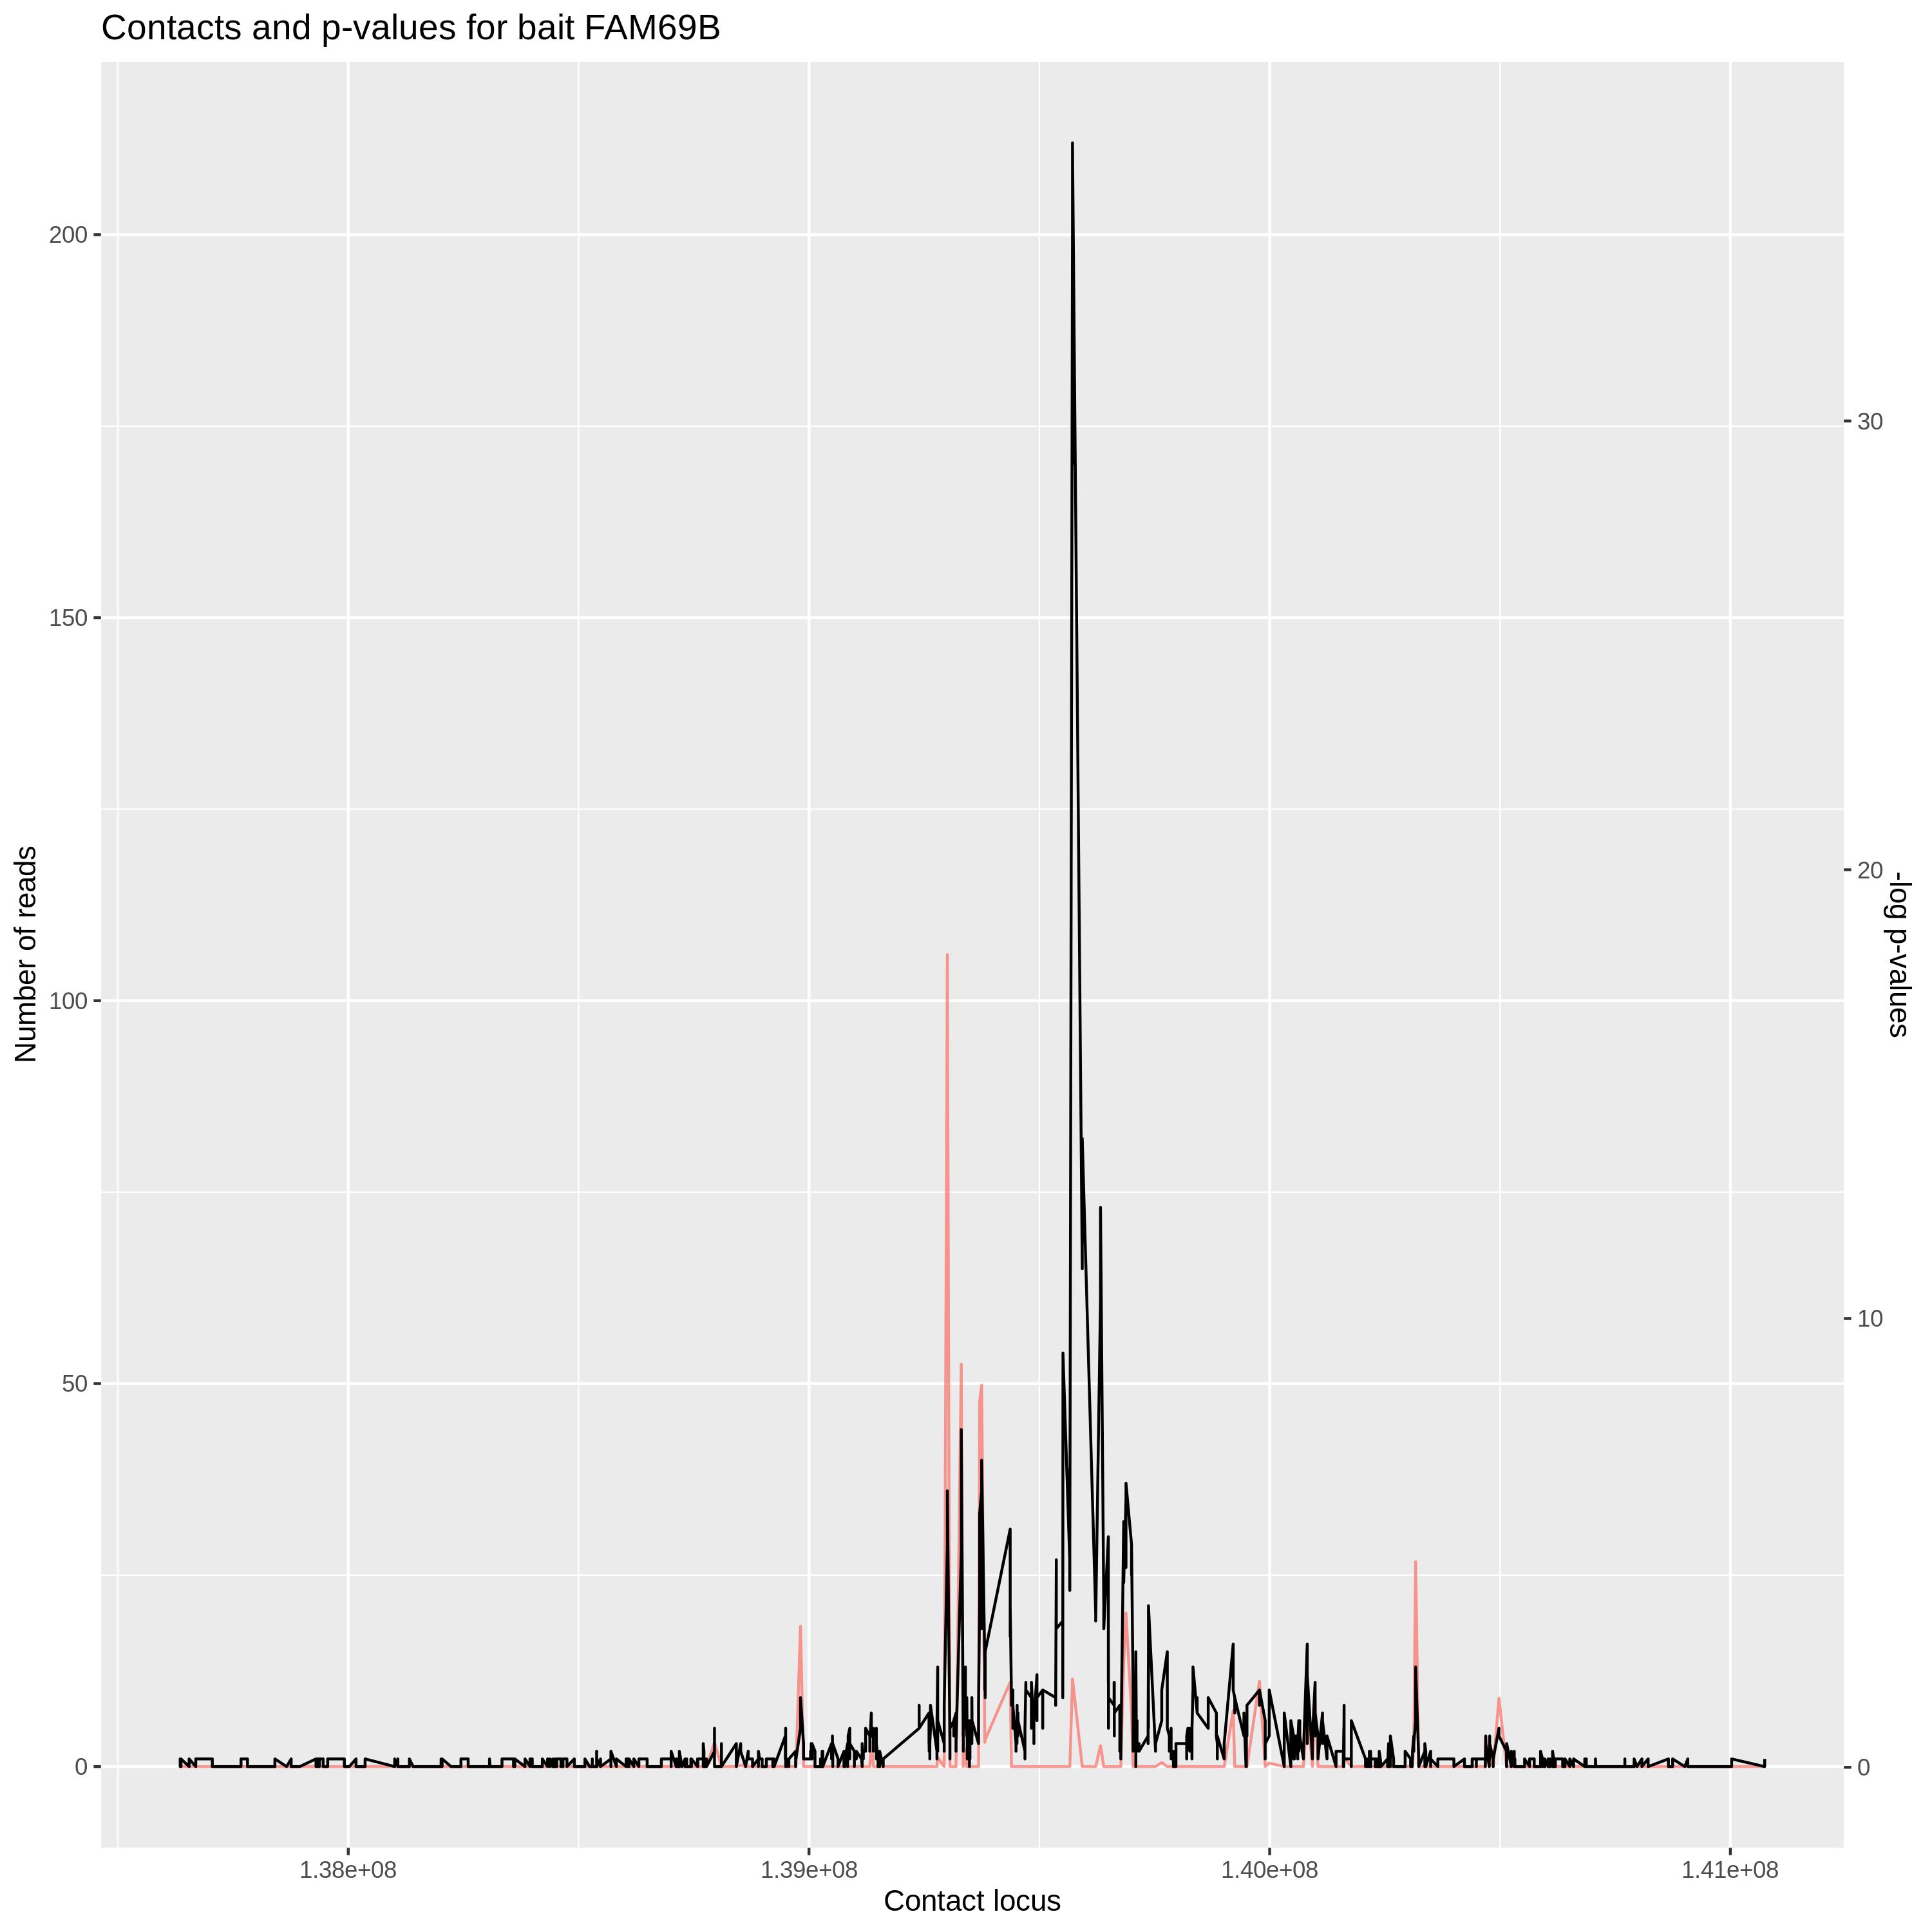 Contacts and p-values for bait FAM69B
200
150
100
50
0
Number of reads
30
20
10
0
-log p-values
1.38e+08
1.39e+08
1.40e+08
1.41e+08
Contact locus